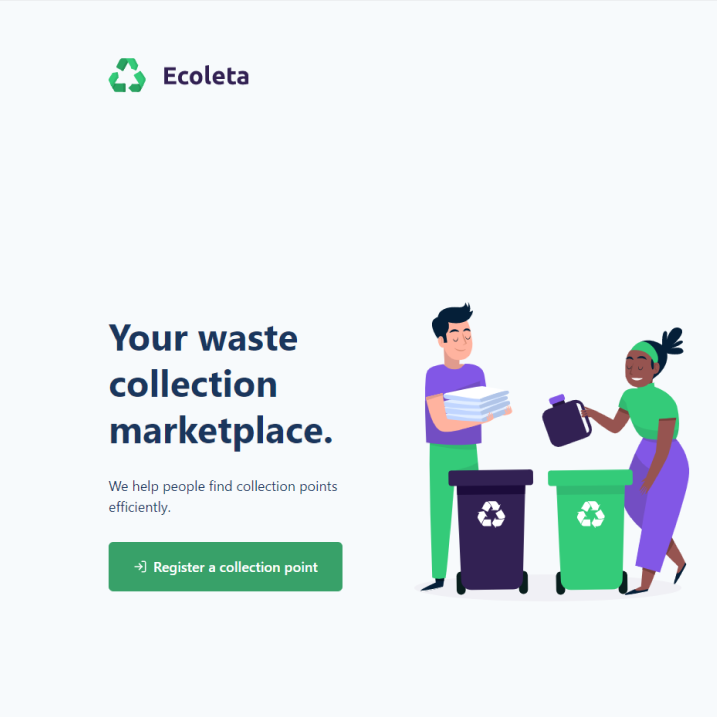 Ecoleta
Your waste
collection
marketplace.
We help people find collection points
efficiently.
Register a collection point